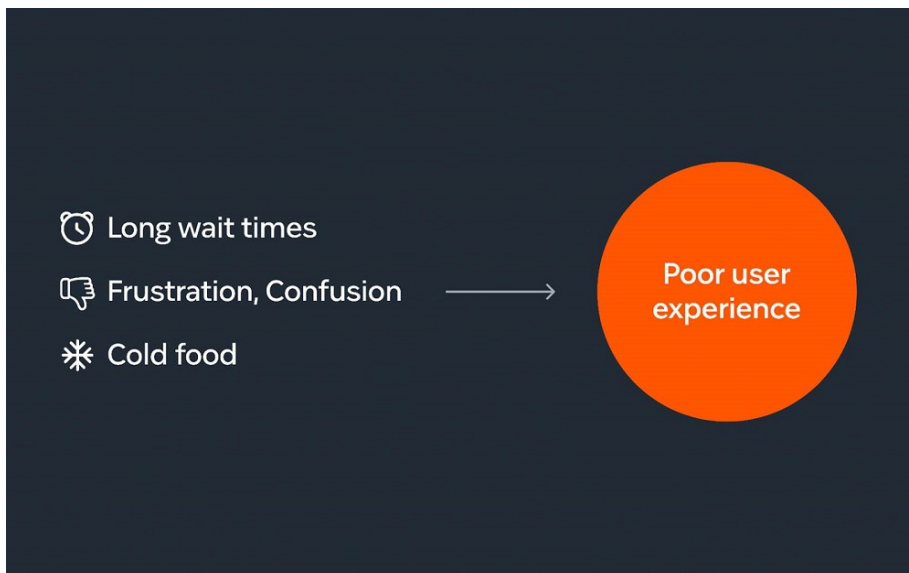 Long wait times
Frustration, Confusion
Cold food
Poor user
experience